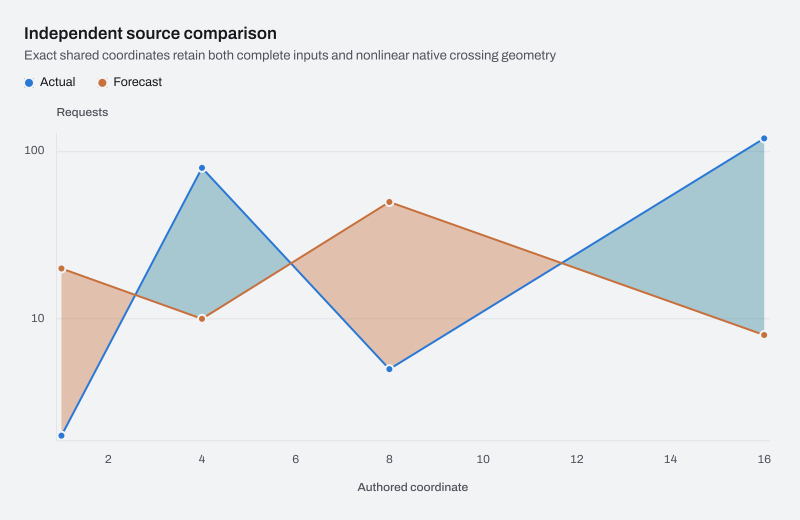 Independent source comparison
Exact shared coordinates retain both complete inputs and nonlinear native crossing geometry
Actual Forecast
Requests
100
10
2 4 6 8 10 12 14 16
Authored coordinate